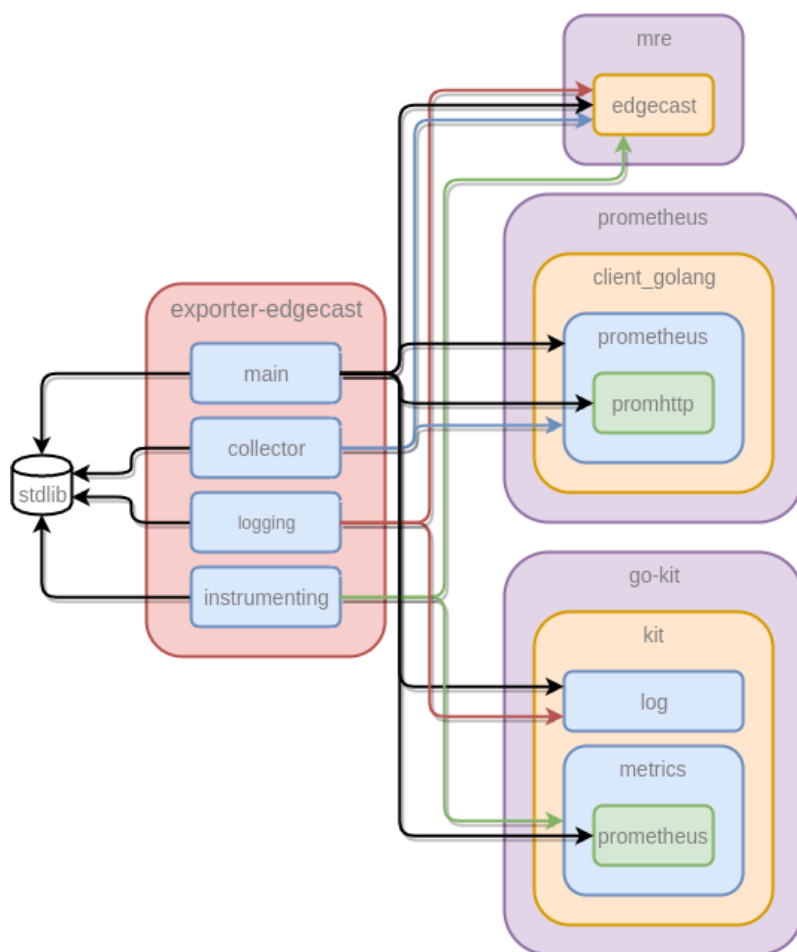 mre
edgecast
prometheus
client_golang
prometheus
promhttp
exporter-edgecast
main
collector
logging
instrumenting
stdlib
go-kit
kit
log
metrics
prometheus